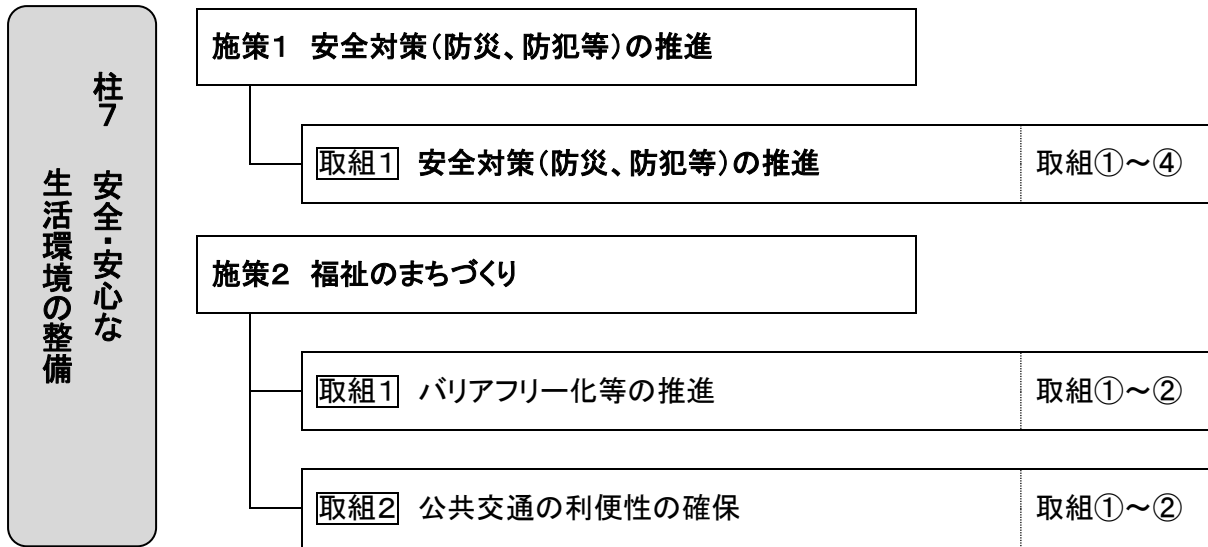 柱７　安全・安心な
生活環境の整備
施策１　安全対策（防災、防犯等）の推進
取組１　安全対策（防災、防犯等）の推進
取組①～④
施策２　福祉のまちづくり
取組１　バリアフリー化等の推進
取組①～②
取組２　公共交通の利便性の確保
取組①～②